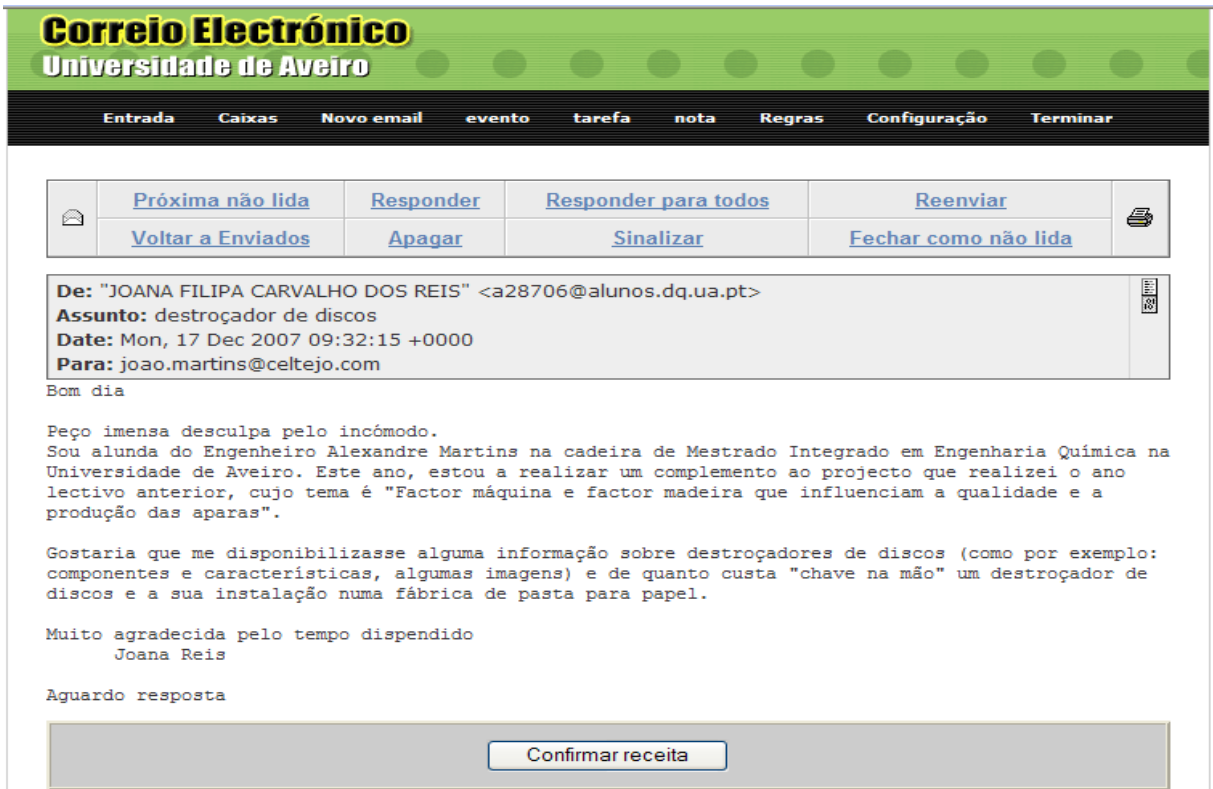 Correio Electrónico
Universidade de Aveiro
Entrada Caixas Novo email evento tarefa nota Regras Configuração Terminar
Próxima não lida Responder Responder para todos Reenviar
Voltar a Enviados Apagar Sinalizar Fechar como não lida
De: "JOANA FILIPA CARVALHO DOS REIS" <a28706@alunos.dq.ua.pt>
Assunto: destroçador de discos
Date: Mon, 17 Dec 2007 09:32:15 +0000
Para: joao.martins@celtejo.com
Bom dia
Peço imensa desculpa pelo incómodo.
Sou alunda do Engenheiro Alexandre Martins na cadeira de Mestrado Integrado em Engenharia Química na
Universidade de Aveiro. Este ano, estou a realizar um complemento ao projecto que realizei o ano
lectivo anterior, cujo tema é "Factor máquina e factor madeira que influenciam a qualidade e a
produção das aparas".
Gostaria que me disponibilizasse alguma informação sobre destroçadores de discos (como por exemplo:
componentes e características, algumas imagens) e de quanto custa "chave na mão" um destroçador de
discos e a sua instalação numa fábrica de pasta para papel.
Muito agradecida pelo tempo dispendido
Joana Reis
Aguardo resposta
Confirmar receita